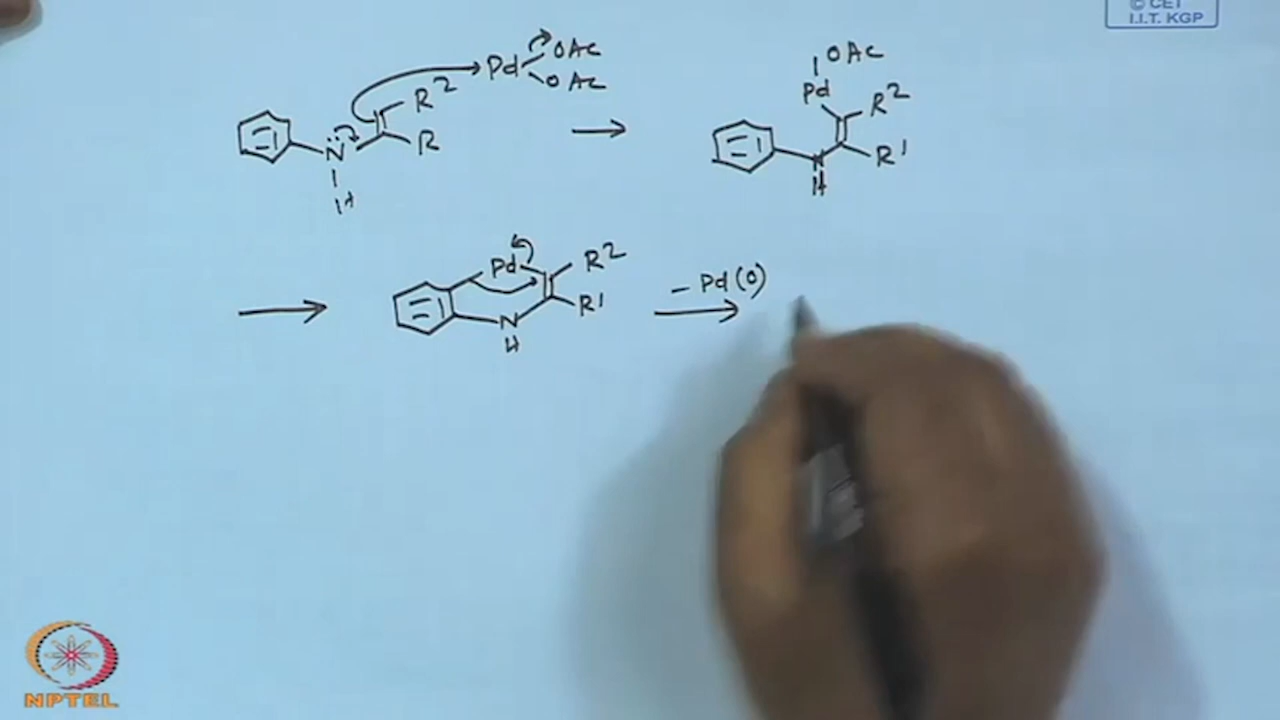 © CET
I.I.T. KGP
Pd OAc
OAc
R2
R
N
H
OAc
Pd
R2
R1
N
H
Pd R2
R1
N
H
– Pd (0)
NPTEL